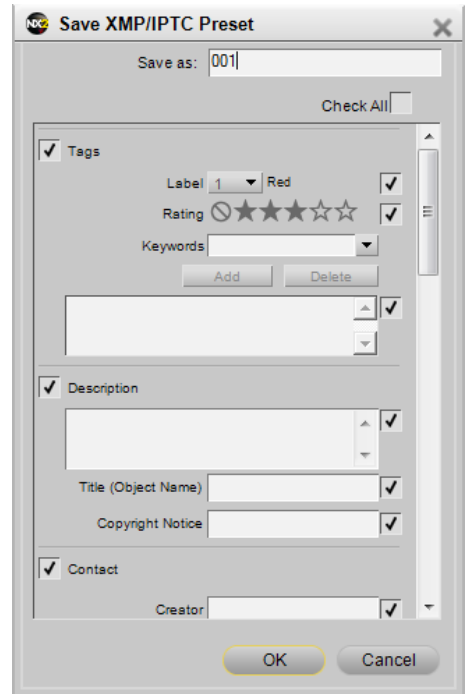 NX2 Save XMP/IPTC Preset
Save as: 001
Check All
Tags
Label 1 Red
Rating
Keywords
Add Delete
Description
Title (Object Name)
Copyright Notice
Contact
Creator
OK Cancel